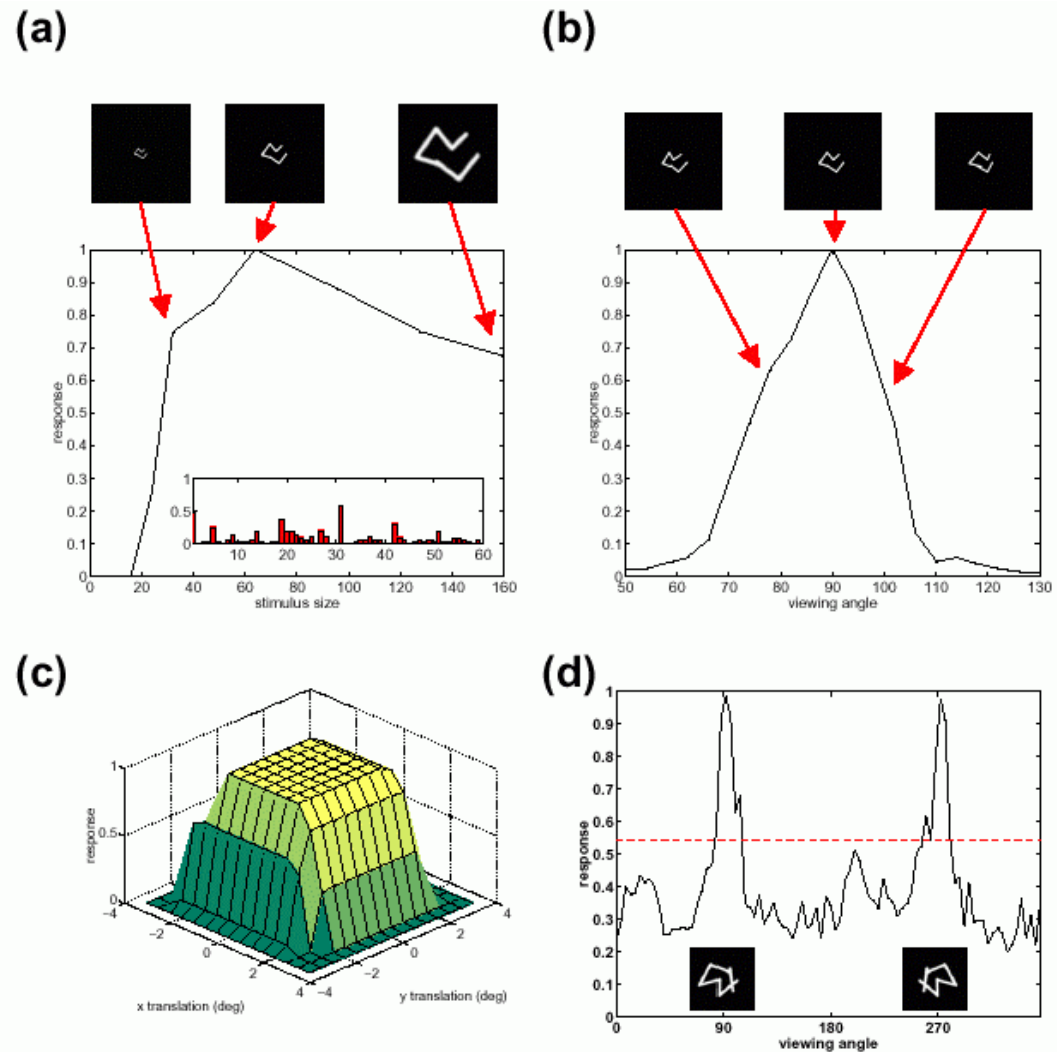 (a)
(b)
1
0.9
0.8
0.7
0.6
0.5
0.4
0.3
0.2
0.1
0
response
0 20 40 60 80 100 120 140 160
stimulus size
1
0.5
0
10 20 30 40 50 60
1
0.9
0.8
0.7
0.6
0.5
0.4
0.3
0.2
0.1
0
response
50 60 70 80 90 100 110 120 130
viewing angle
(c)
(d)
1
0.5
0
response
−4
−2
0
2
4
x translation (deg)
−4
−2
0
2
4
y translation (deg)
1
0.9
0.8
0.7
0.6
0.5
0.4
0.3
0.2
0.1
0
response
0 90 180 270
viewing angle